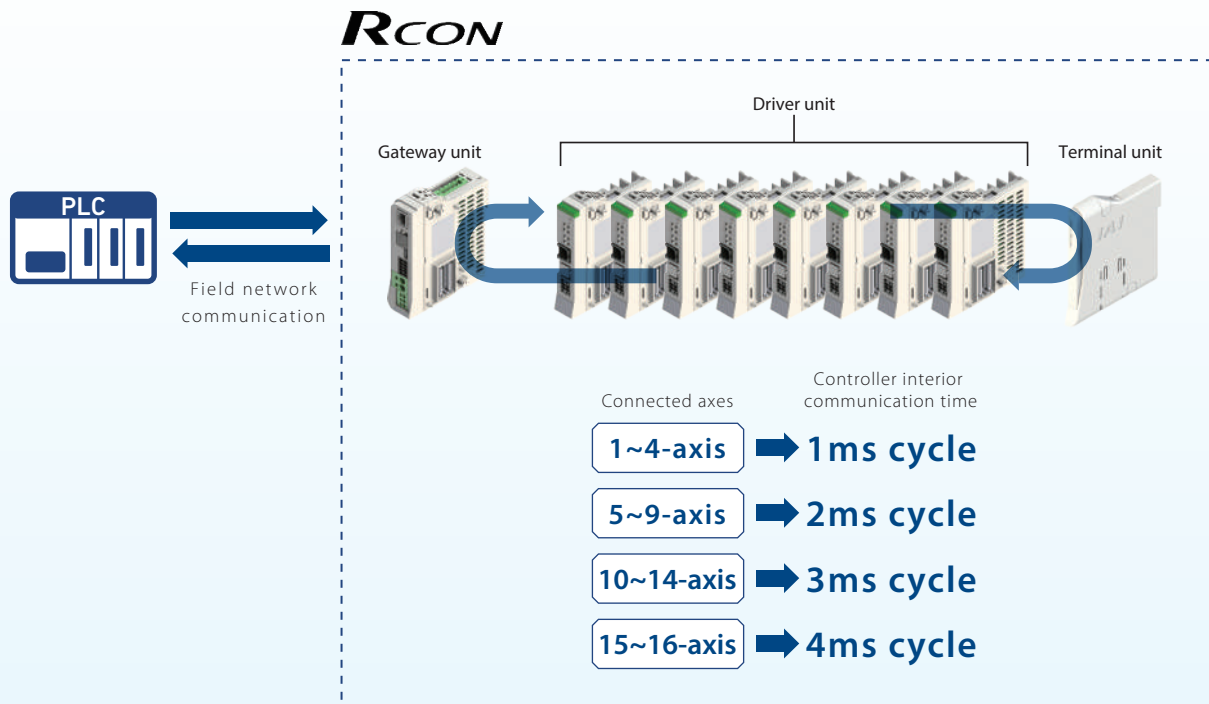 RCON
Driver unit
Gateway unit
Terminal unit
PLC
Field network
communication
IAI
Connected axes
Controller interior
communication time
1~4-axis
1ms cycle
5~9-axis
2ms cycle
10~14-axis
3ms cycle
15~16-axis
4ms cycle